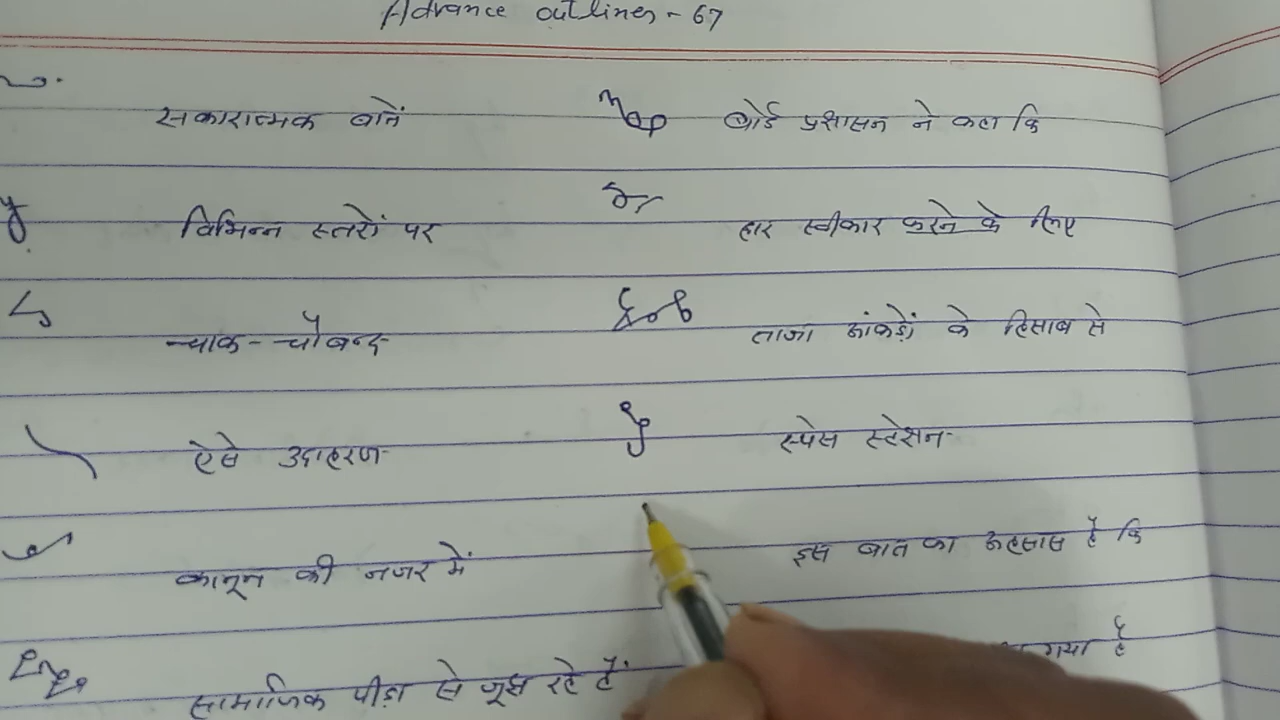 Advance outlines - 67
सकारात्मक बातें
बोर्ड प्रशासन ने कहा कि
विभिन्न स्तरों पर
हार स्वीकार करने के लिए
चाक-चौबन्द
ताजा आंकड़ों के हिसाब से
ऐसे उदाहरण
स्पेस स्टेशन
कानून की नजर में
इस बात का अहसास है कि
सामाजिक पीड़ा से जूझ रहे हैं
गया है